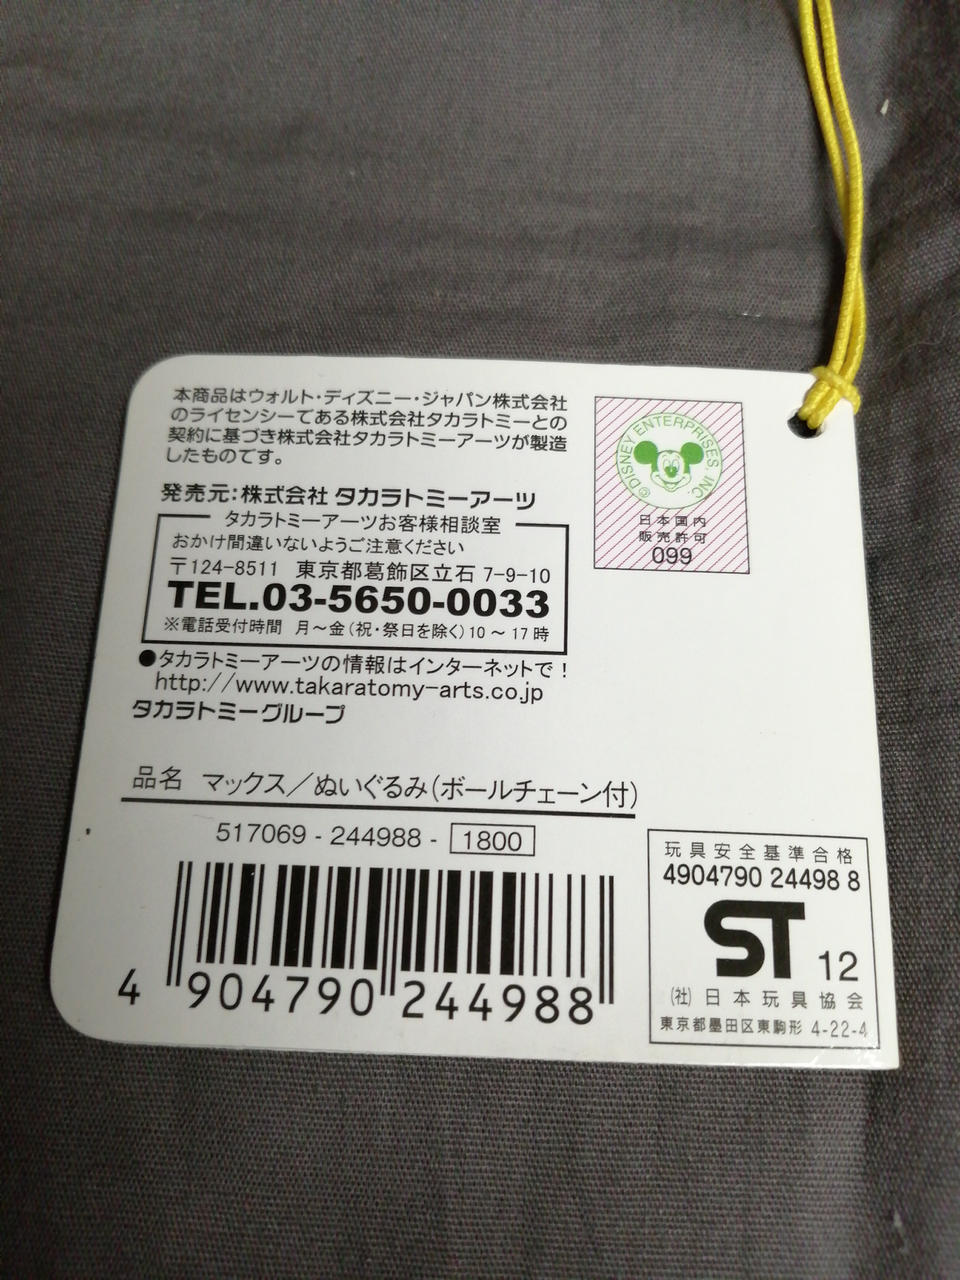 本商品はウォルト・ディズニー・ジャパン株式会社
のライセンシーである株式会社タカラトミーとの
契約に基づき株式会社タカラトミーアーツが製造
したものです。
発売元:株式会社 タカラトミーアーツ
タカラトミーアーツお客様相談室
おかけ間違いないようご注意ください
〒124-8511 東京都葛飾区立石 7-9-10
TEL.03-5650-0033
※電話受付時間 月～金(祝・祭日を除く)10～17時
●タカラトミーアーツの情報はインターネットで!
http://www.takaratomy-arts.co.jp
タカラトミーグループ
© DISNEY ENTERPRISES INC.
日本国内
販売許可
099
品名 マックス/ぬいぐるみ(ボールチェーン付)
517069 - 244988 - 1800
4 904790 244988
玩具安全基準合格
4904790 24498 8
ST 12
(社) 日本玩具協会
東京都墨田区東駒形 4-22-4